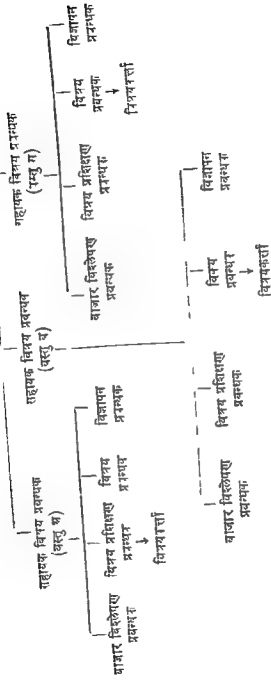 सहायक विक्रय प्रबन्धक
(वस्तु अ)
सहायक विक्रय प्रबन्धक
(वस्तु ब)
सहायक विक्रय प्रबन्धक
(वस्तु स)
बाजार विश्लेषण
प्रबन्धक
विक्रय प्रशिक्षण
प्रबन्धक
विक्रयकर्त्ता
विक्रय
प्रबन्धक
विज्ञापन
प्रबन्धक
बाजार विश्लेषण
प्रबन्धक
विक्रय प्रशिक्षण
प्रबन्धक
विक्रय
प्रबन्धक
विक्रयकर्त्ता
विज्ञापन
प्रबन्धक
बाजार विश्लेषण
प्रबन्धक
विक्रय प्रशिक्षण
प्रबन्धक
विक्रय
प्रबन्धक
विक्रयकर्त्ता
विज्ञापन
प्रबन्धक